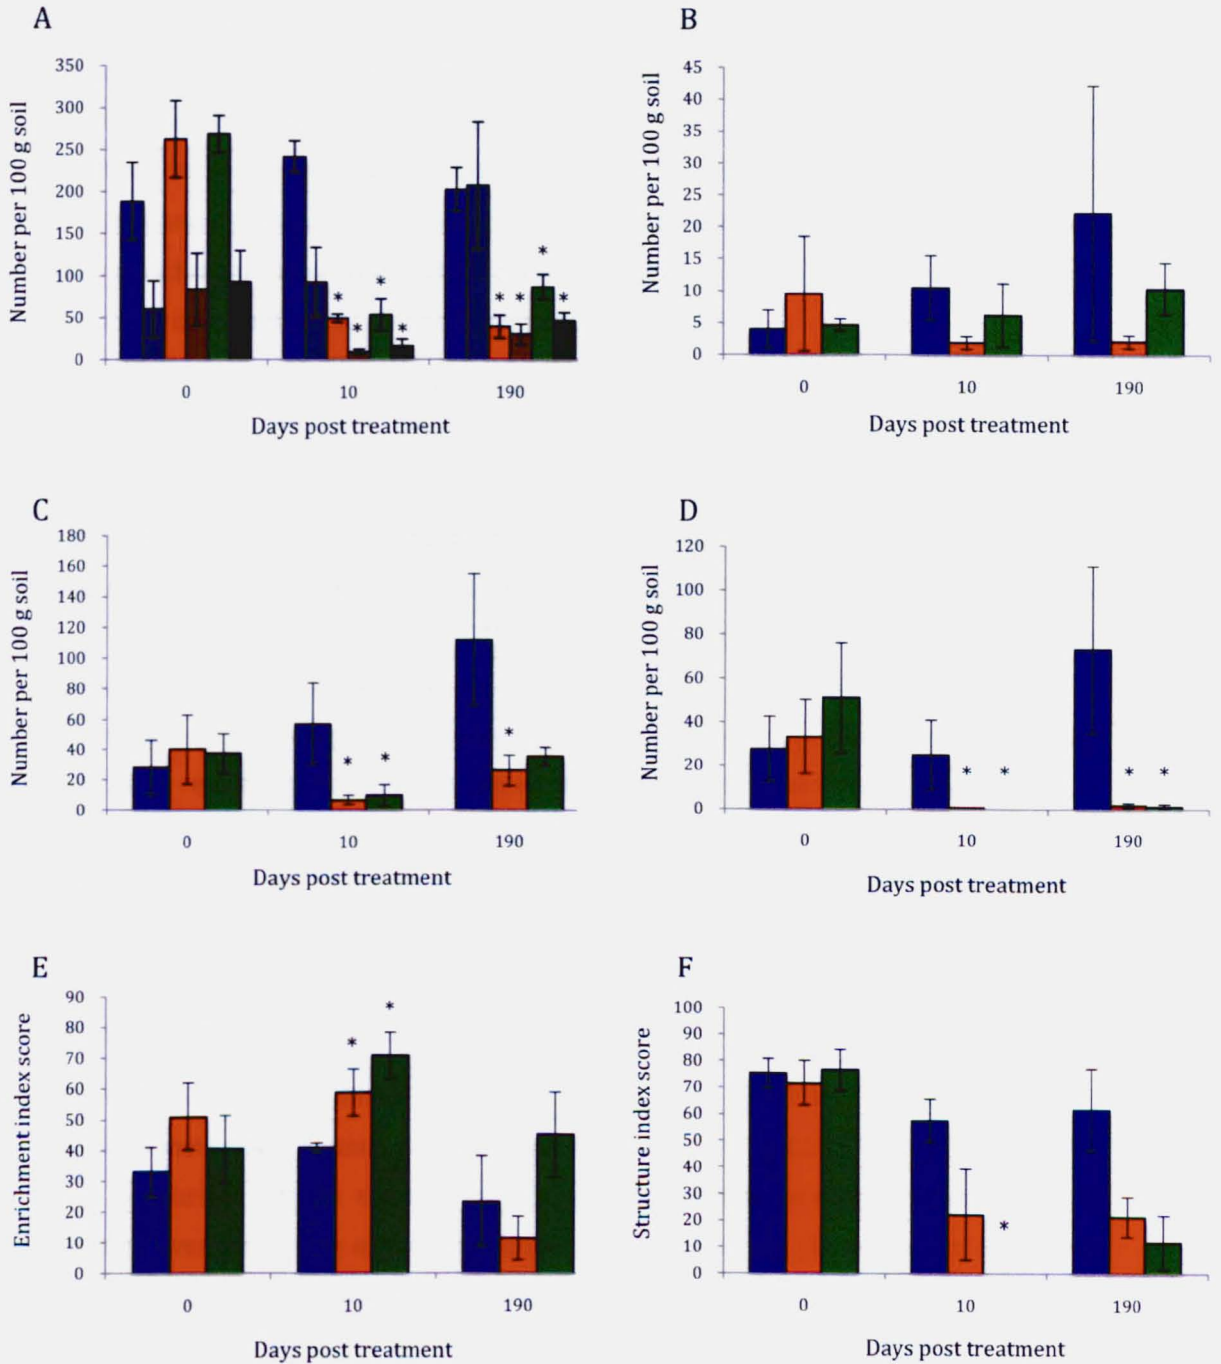 A
Number per 100 g soil
350
300
250
200
150
100
50
0
* * * *
* * * *
0 10 190
Days post treatment
B
Number per 100 g soil
45
40
35
30
25
20
15
10
5
0
0 10 190
Days post treatment
C
Number per 100 g soil
180
160
140
120
100
80
60
40
20
0
* * *
0 10 190
Days post treatment
D
Number per 100 g soil
120
100
80
60
40
20
0
* * * *
0 10 190
Days post treatment
E
Enrichment index score
90
80
70
60
50
40
30
20
10
0
* *
0 10 190
Days post treatment
F
Structure index score
100
90
80
70
60
50
40
30
20
10
0
*
0 10 190
Days post treatment